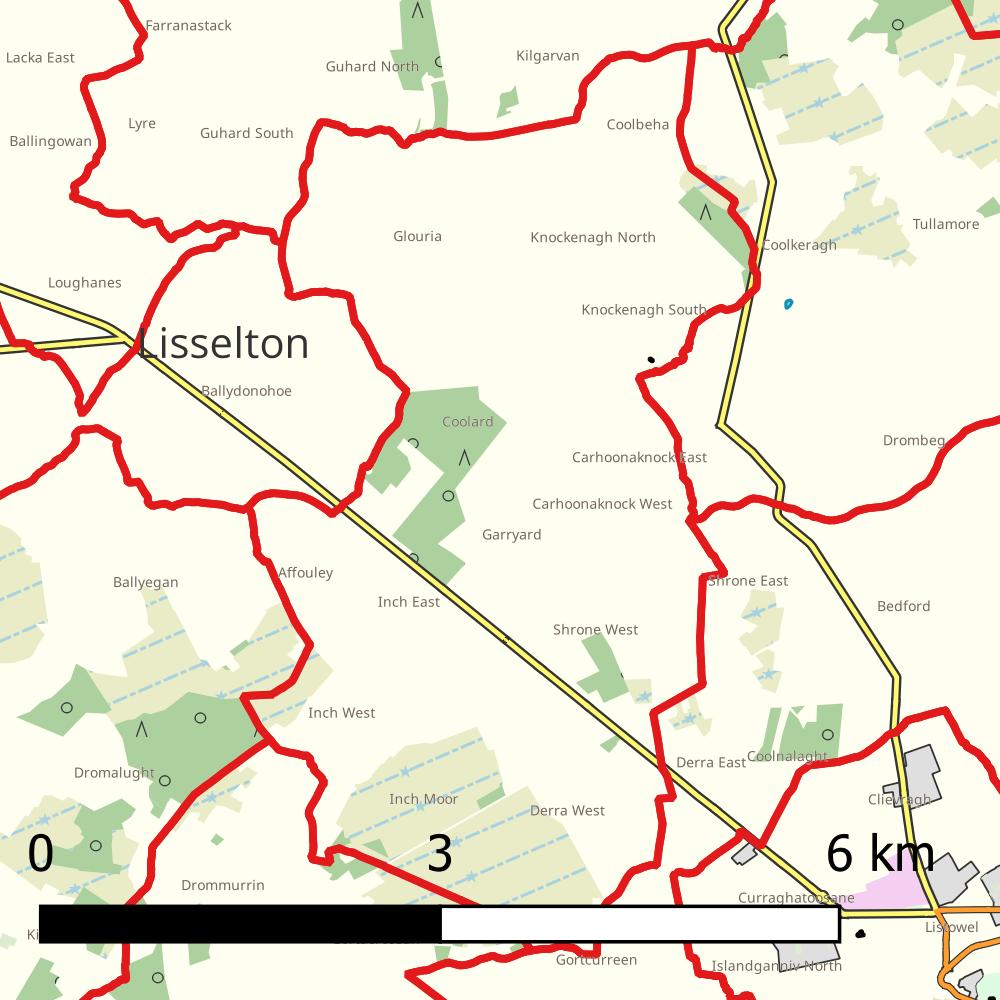 Farranastack
Lacka East
Guhard North
Kilgarvan
Lyre
Ballingowan
Guhard South
Coolbeha
Glouria
Knockenagh North
Tullamore
Coolkeragh
Loughanes
Knockenagh South
Lisselton
Ballydonohoe
Coolard
Drombeg
Carhoonaknock East
Carhoonaknock West
Garryard
Affouley
Ballyegan
Shrone East
Inch East
Bedford
Shrone West
Inch West
Coolnalaght
Derra East
Dromalught
Inch Moor
Clievragh
Derra West
0 3 6 km
Drommurrin
Curraghatoosane
Listowel
Gortcurreen
Islandganniv North